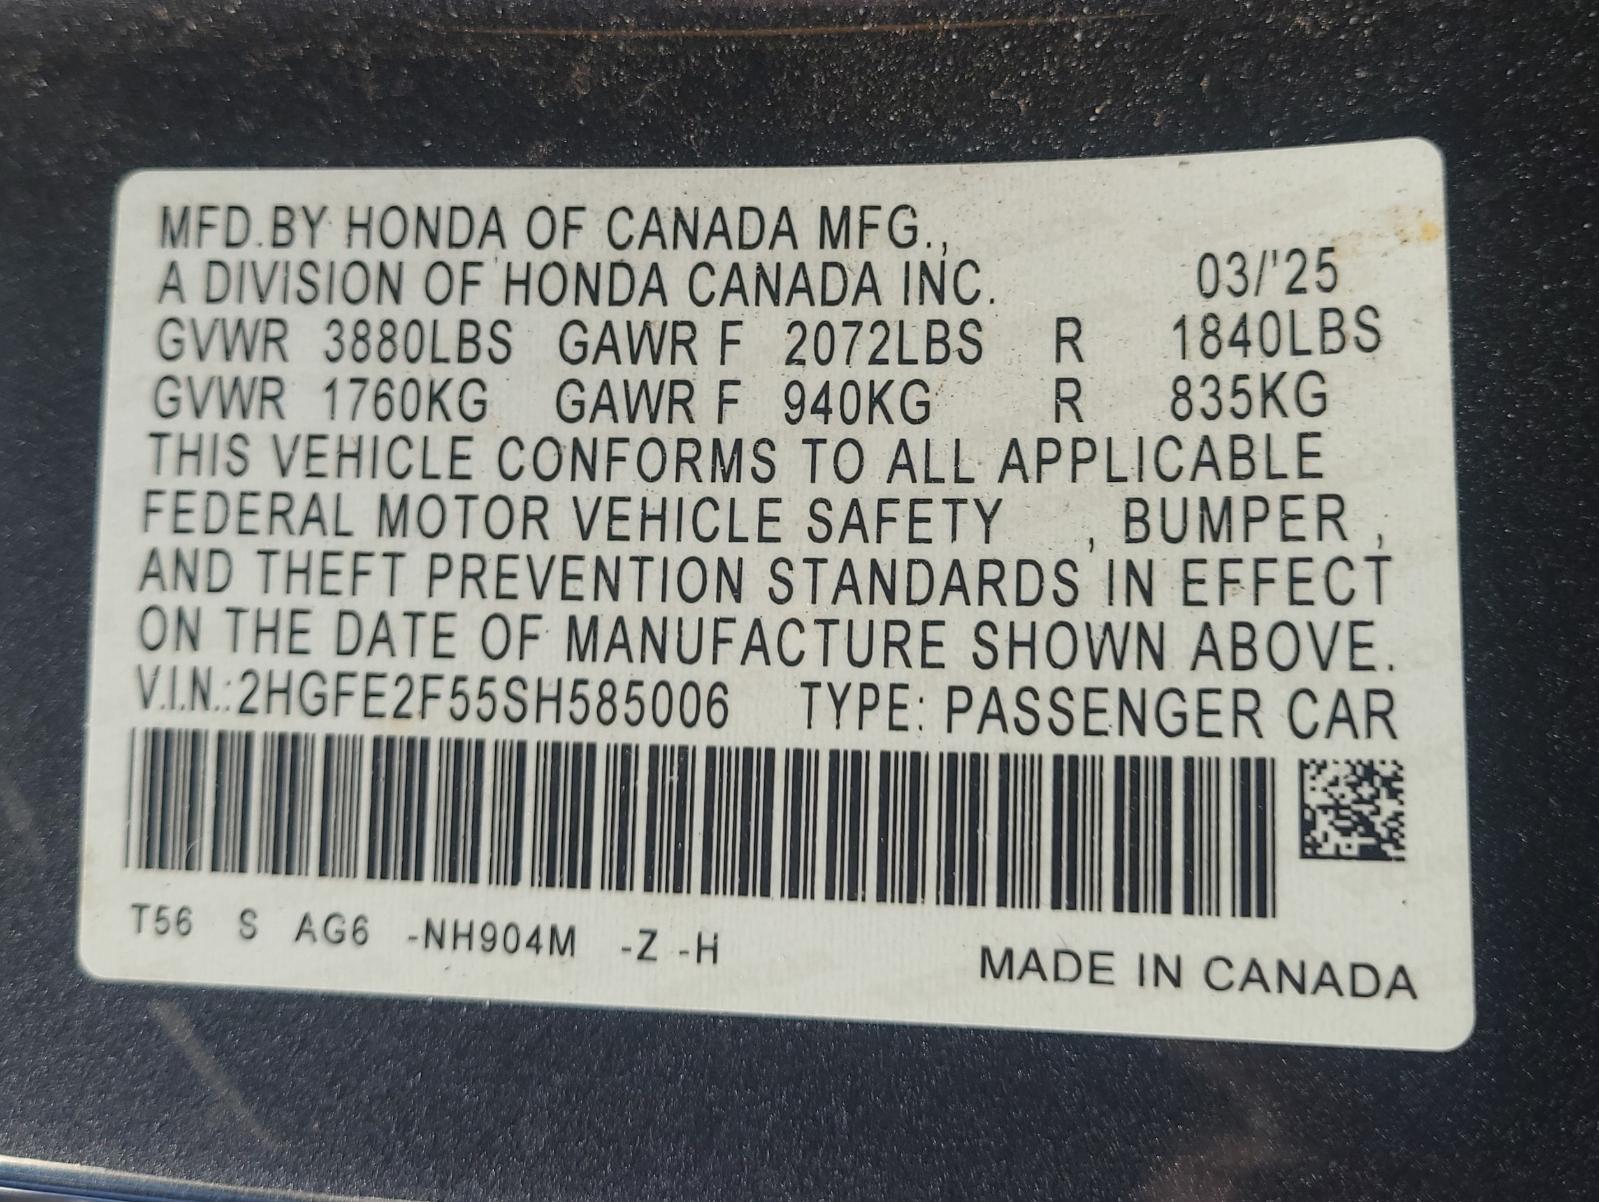 MFD.BY HONDA OF CANADA MFG.,
A DIVISION OF HONDA CANADA INC. 03/'25
GVWR 3880LBS GAWR F 2072LBS R 1840LBS
GVWR 1760KG GAWR F 940KG R 835KG
THIS VEHICLE CONFORMS TO ALL APPLICABLE
FEDERAL MOTOR VEHICLE SAFETY , BUMPER ,
AND THEFT PREVENTION STANDARDS IN EFFECT
ON THE DATE OF MANUFACTURE SHOWN ABOVE.
V.I.N.:2HGFE2F55SH585006 TYPE: PASSENGER CAR
T56 S AG6 -NH904M -Z -H
MADE IN CANADA